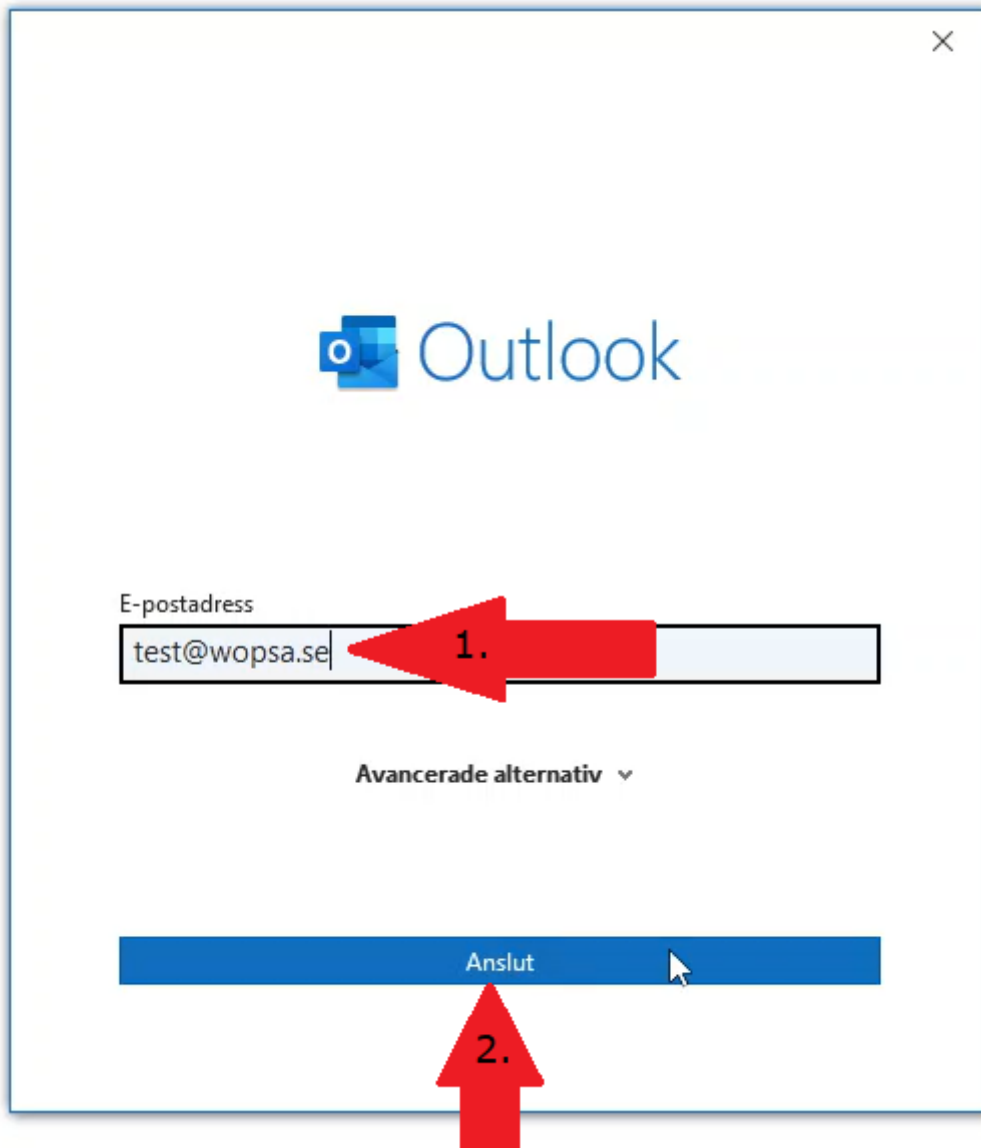 Outlook
E-postadress
test@wopsa.se
1.
Avancerade alternativ
Anslut
2.